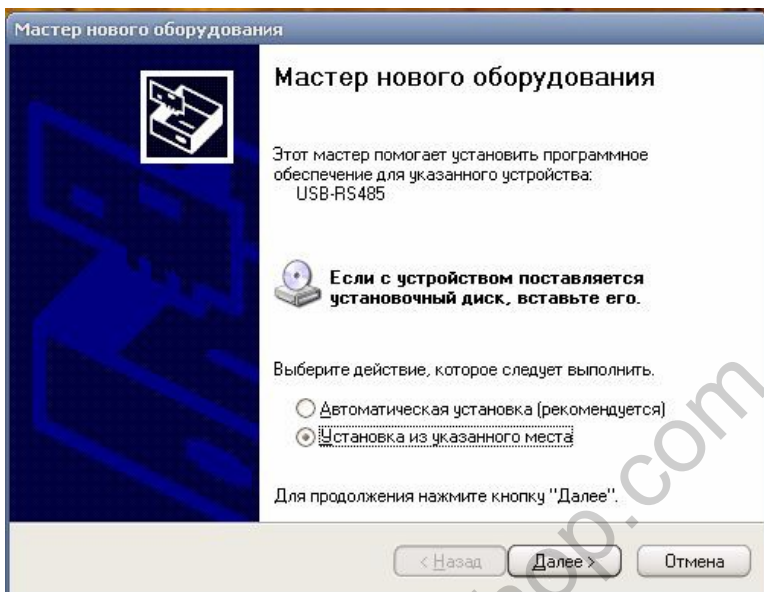 Мастер нового оборудования
Мастер нового оборудования
Этот мастер помогает установить программное
обеспечение для указанного устройства:
USB-RS485
Если с устройством поставляется
установочный диск, вставьте его.
Выберите действие, которое следует выполнить.
Автоматическая установка (рекомендуется)
Установка из указанного места
Для продолжения нажмите кнопку "Далее".
< Назад Далее > Отмена
op.com